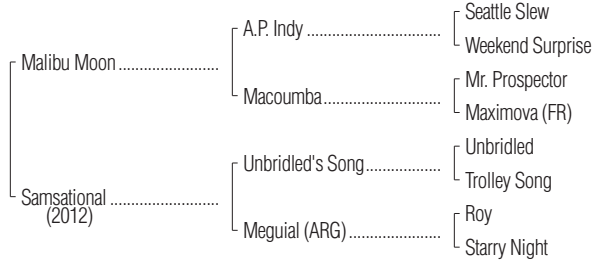 Seattle Slew
A.P. Indy
Weekend Surprise
Malibu Moon
Mr. Prospector
Macoumba
Maximova (FR)
Unbridled
Unbridled's Song
Trolley Song
Samsational
(2012)
Roy
Meguial (ARG)
Starry Night